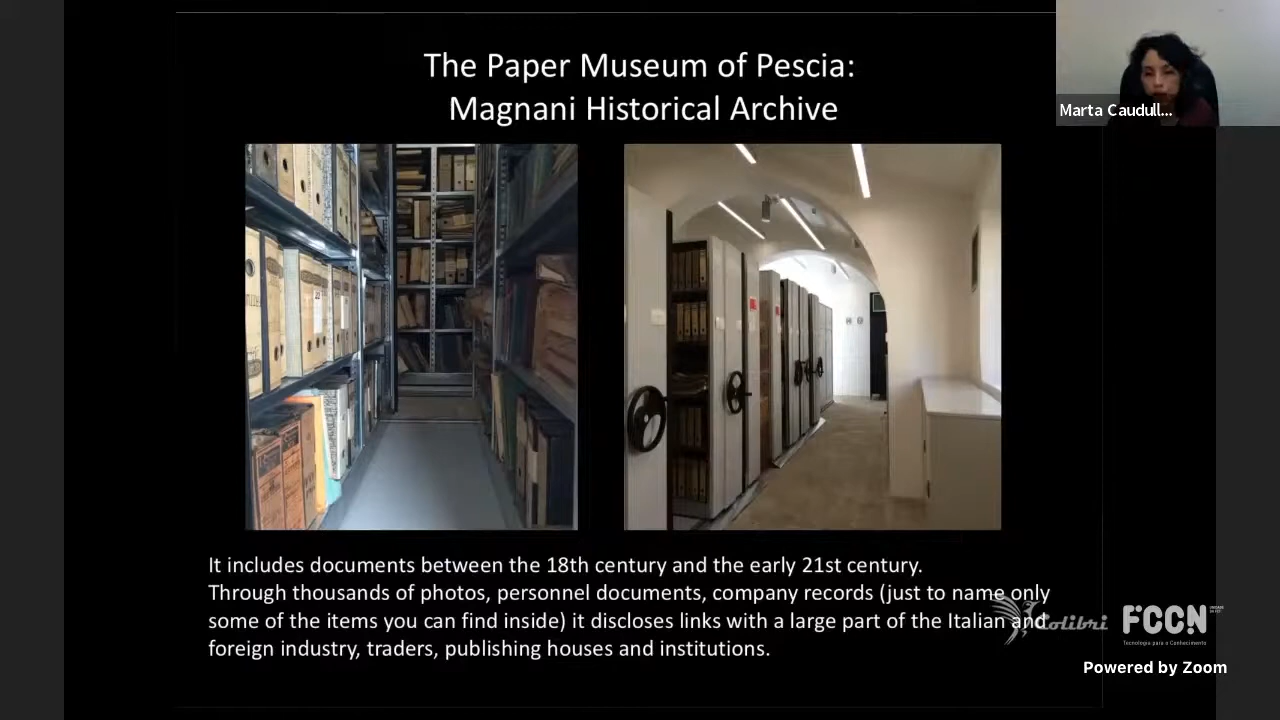 The Paper Museum of Pescia:
Magnani Historical Archive
Marta Caudull...
It includes documents between the 18th century and the early 21st century.
Through thousands of photos, personnel documents, company records (just to name only
some of the items you can find inside) it discloses links with a large part of the Italian and
foreign industry, traders, publishing houses and institutions.
Colibri
FCCN
Tecnologia para o Conhecimento
Powered by Zoom